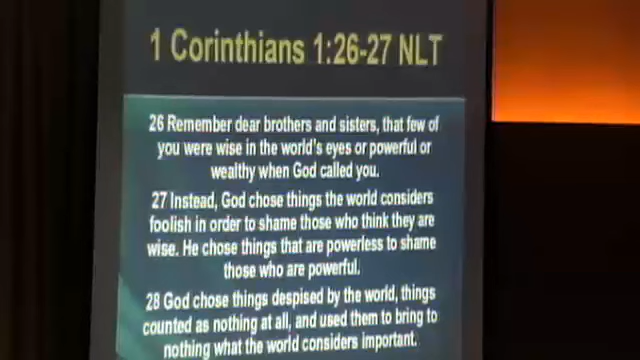 1 Corinthians 1:26-27 NLT
26 Remember dear brothers and sisters, that few of
you were wise in the world's eyes or powerful or
wealthy when God called you.
27 Instead, God chose things the world considers
foolish in order to shame those who think they are
wise. He chose things that are powerless to shame
those who are powerful.
28 God chose things despised by the world, things
counted as nothing at all, and used them to bring to
nothing what the world considers important.